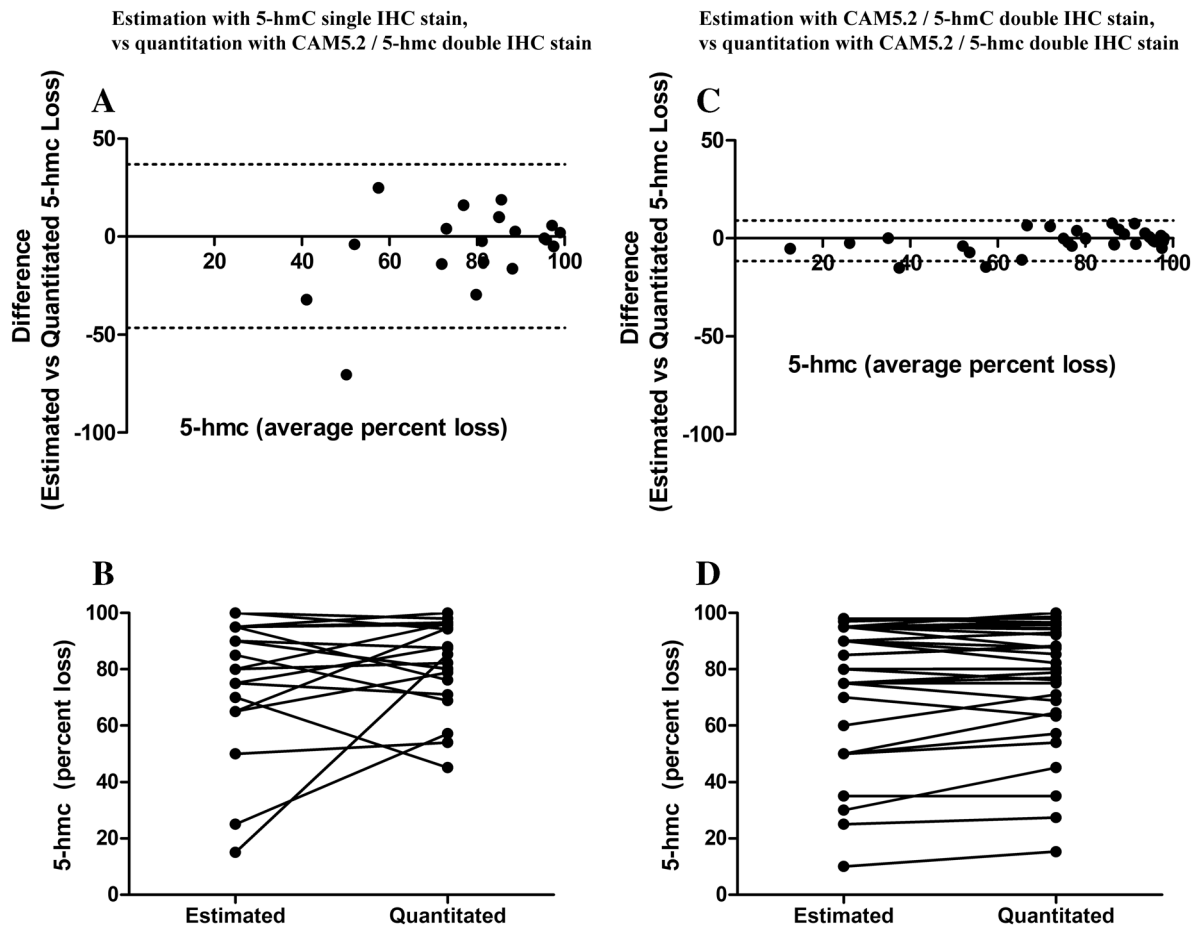 Estimation with 5-hmC single IHC stain,
vs quantitation with CAM5.2 / 5-hmc double IHC stain
A
Difference
(Estimated vs Quantitated 5-hmc Loss)
50
0
-50
-100
20
40
60
80
100
5-hmc (average percent loss)
Estimation with CAM5.2 / 5-hmC double IHC stain,
vs quantitation with CAM5.2 / 5-hmc double IHC stain
C
Difference
(Estimated vs Quantitated 5-hmc Loss)
50
0
-50
-100
20
40
60
80
100
5-hmc (average percent loss)
B
5-hmc (percent loss)
100
80
60
40
20
0
Estimated
Quantitated
D
5-hmc (percent loss)
100
80
60
40
20
0
Estimated
Quantitated